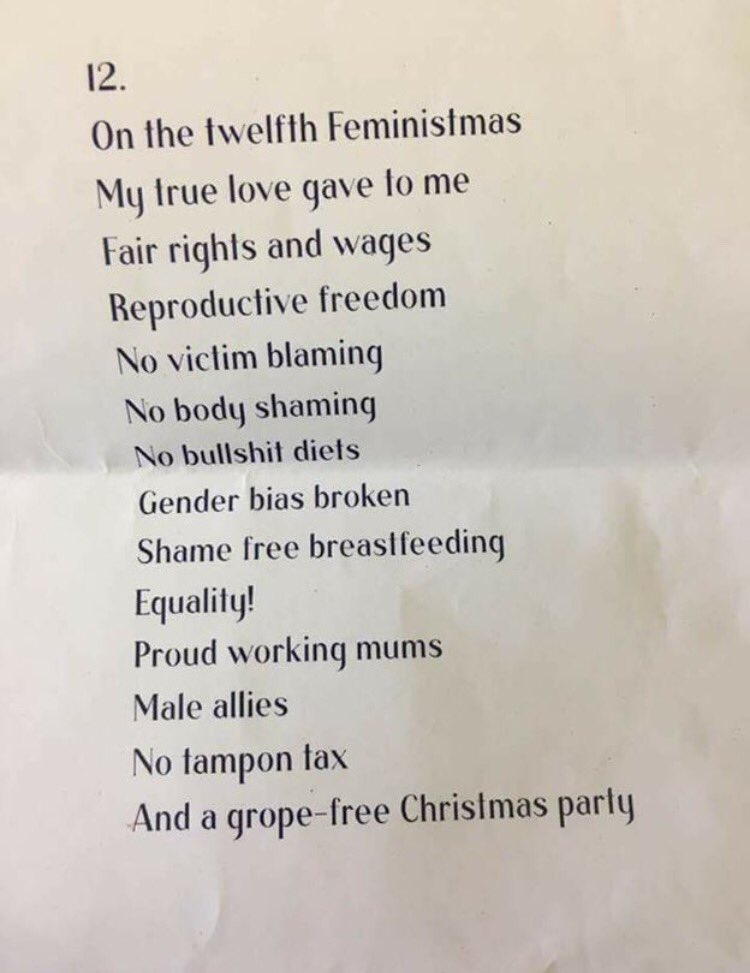 12.
On the twelfth Feministmas
My true love gave to me
Fair rights and wages
Reproductive freedom
No victim blaming
No body shaming
No bullshit diets
Gender bias broken
Shame free breastfeeding
Equality!
Proud working mums
Male allies
No tampon tax
And a grope-free Christmas party